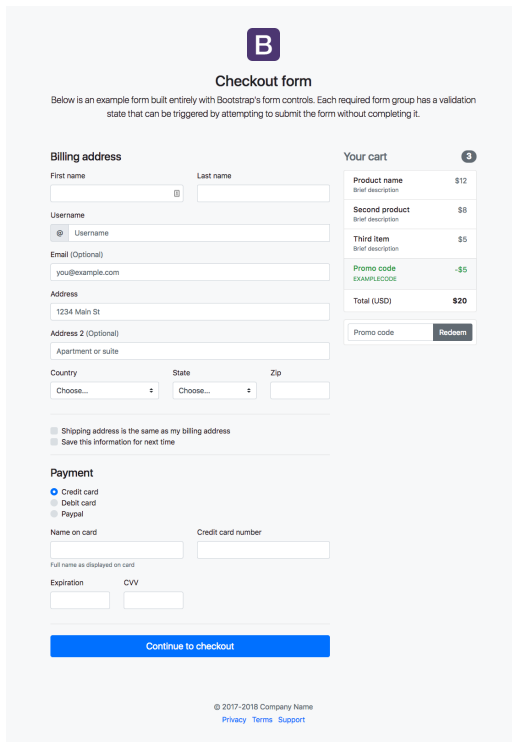 B
Checkout form
Below is an example form built entirely with Bootstrap's form controls. Each required form group has a validation
state that can be triggered by attempting to submit the form without completing it.
Billing address
First name Last name
Username
@ Username
Email (Optional)
you@example.com
Address
1234 Main St
Address 2 (Optional)
Apartment or suite
Country State Zip
Choose... Choose...
Shipping address is the same as my billing address
Save this information for next time
Payment
Credit card
Debit card
Paypal
Name on card Credit card number
Full name as displayed on card
Expiration CVV
Continue to checkout
Your cart 3
Product name $12
Brief description
Second product $8
Brief description
Third item $5
Brief description
Promo code -$5
EXAMPLECODE
Total (USD) $20
Promo code Redeem
© 2017-2018 Company Name
Privacy Terms Support